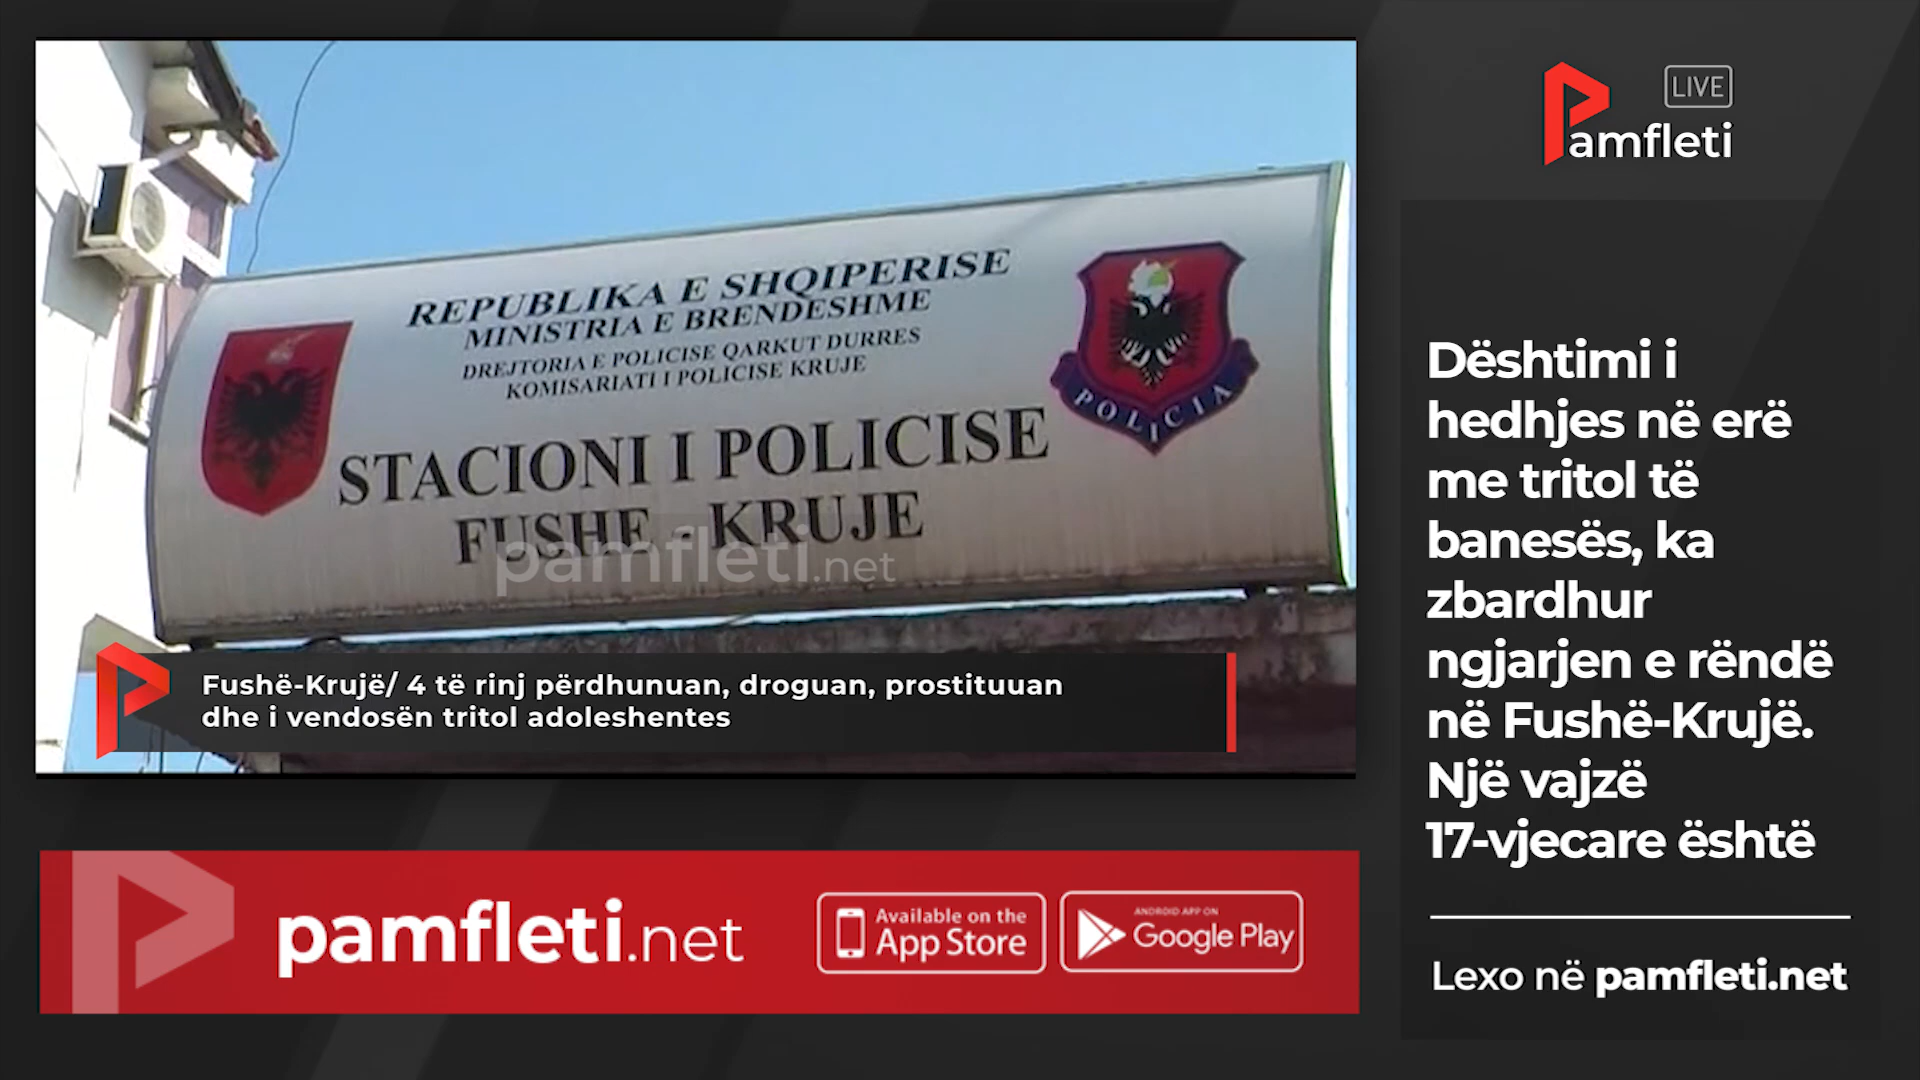 REPUBLIKA E SHQIPERISE
MINISTRIA E BRENDESHME
DREJTORIA E POLICISE QARKUT DURRES
KOMISARIATI I POLICISE KRUJE
STACIONI I POLICISE
FUSHE - KRUJE
POLICIA
pamfleti.net
Fushë-Krujë/ 4 të rinj përdhunuan, droguan, prostituuan
dhe i vendosën tritol adoleshentes
pamfleti.net
Available on the
App Store
ANDROID APP ON
Google Play
LIVE
Pamfleti
Dështimi i
hedhjes në erë
me tritol të
banesës, ka
zbardhur
ngjarjen e rëndë
në Fushë-Krujë.
Një vajzë
17-vjecare është
Lexo në pamfleti.net